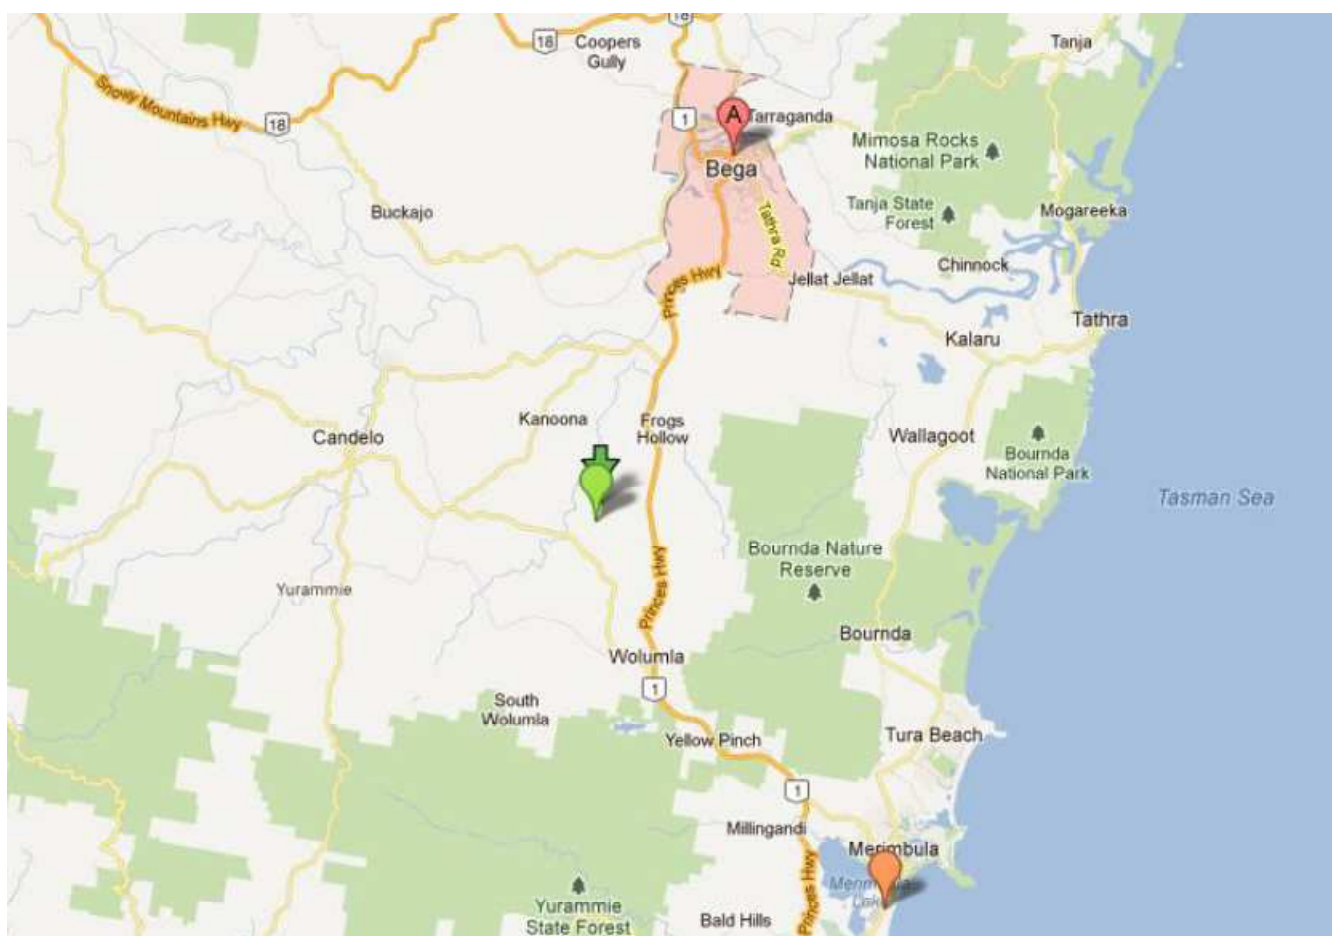 18
Tanja
Coopers
Gully
18
Snowy Mountains Hwy
18
1
A
Tarraganda
Mimosa Rocks
National Park
Bega
Tanja State
Forest
Buckajo
Tathra Rd
Mogareeka
Chinnock
Jellat Jellat
Princes Hwy
Tathra
Kalaru
Kanoona
Frogs
Hollow
Candelo
Wallagoot
Bournda
National Park
Tasman Sea
Bournda Nature
Reserve
Princes Hwy
Yurammie
Bournda
Wolumla
1
South
Wolumla
Yellow Pinch
Tura Beach
1
Millingandi
Merimbula
Princes Hwy
Lake
Yurammie
State Forest
Bald Hills